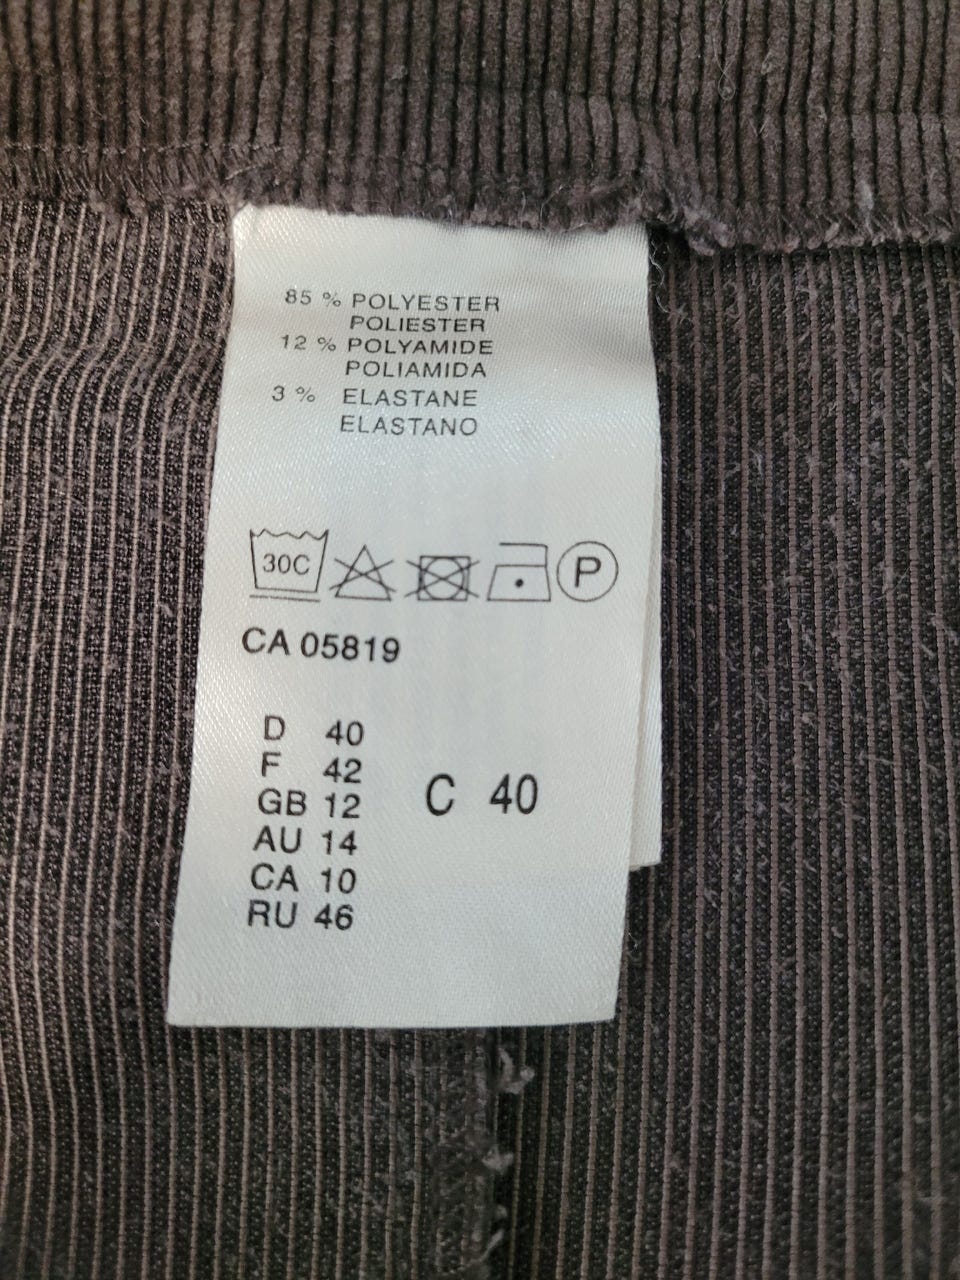 85 % POLYESTER
POLIESTER
12 % POLYAMIDE
POLIAMIDA
3 % ELASTANE
ELASTANO
30C P
CA 05819
D 40
F 42
GB 12
AU 14
CA 10
RU 46
C 40